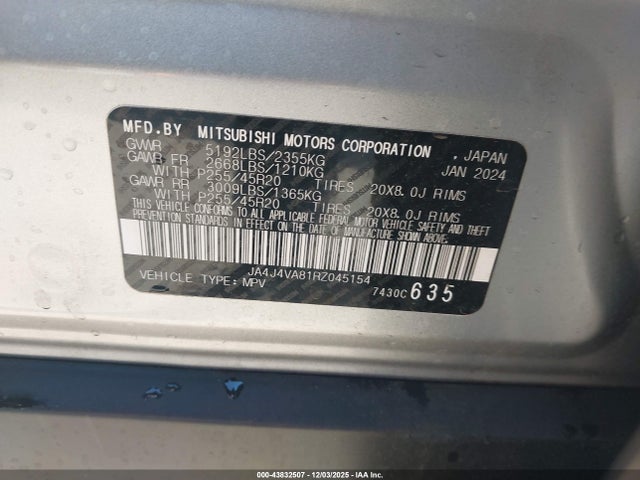 MFD.BY MITSUBISHI MOTORS CORPORATION , JAPAN
GVWR 5192LBS/2355KG JAN 2024
GAWR FR 2668LBS/1210KG
WITH P255/45R20 TIRES 20X8.0J RIMS
GAWR RR 3009LBS/1365KG
WITH P255/45R20 TIRES 20X8.0J RIMS
THIS VEHICLE CONFORMS TO ALL APPLICABLE FEDERAL MOTOR VEHICLE SAFETY AND THEFT
PREVENTION STANDARDS IN EFFECT ON THE DATE OF MANUFACTURE SHOWN ABOVE.
JA4J4VA81RZ045154
VEHICLE TYPE: MPV 7430C 635
000-43832507 - 12/03/2025 - IAA Inc.